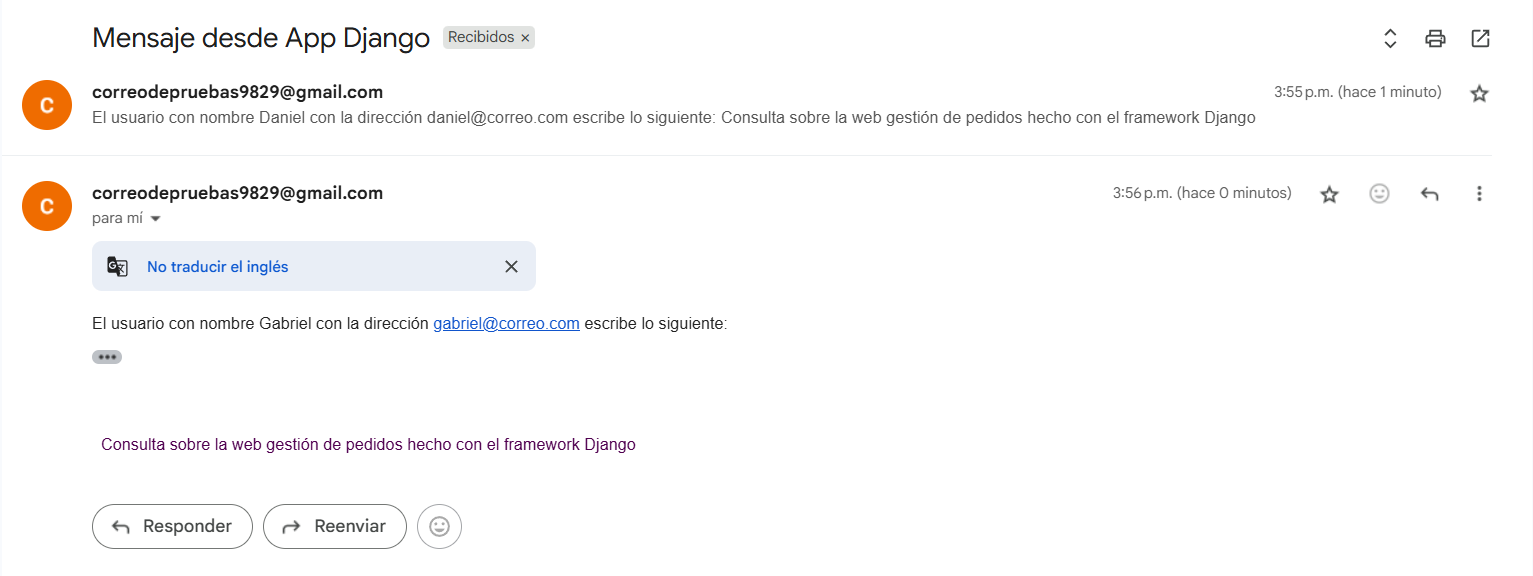 Mensaje desde App Django Recibidos ×
C correodepruebas9829@gmail.com 3:55 p.m. (hace 1 minuto)
El usuario con nombre Daniel con la dirección daniel@correo.com escribe lo siguiente: Consulta sobre la web gestión de pedidos hecho con el framework Django
C correodepruebas9829@gmail.com 3:56 p.m. (hace 0 minutos)
para mí
No traducir el inglés
El usuario con nombre Gabriel con la dirección gabriel@correo.com escribe lo siguiente:
Consulta sobre la web gestión de pedidos hecho con el framework Django
Responder Reenviar